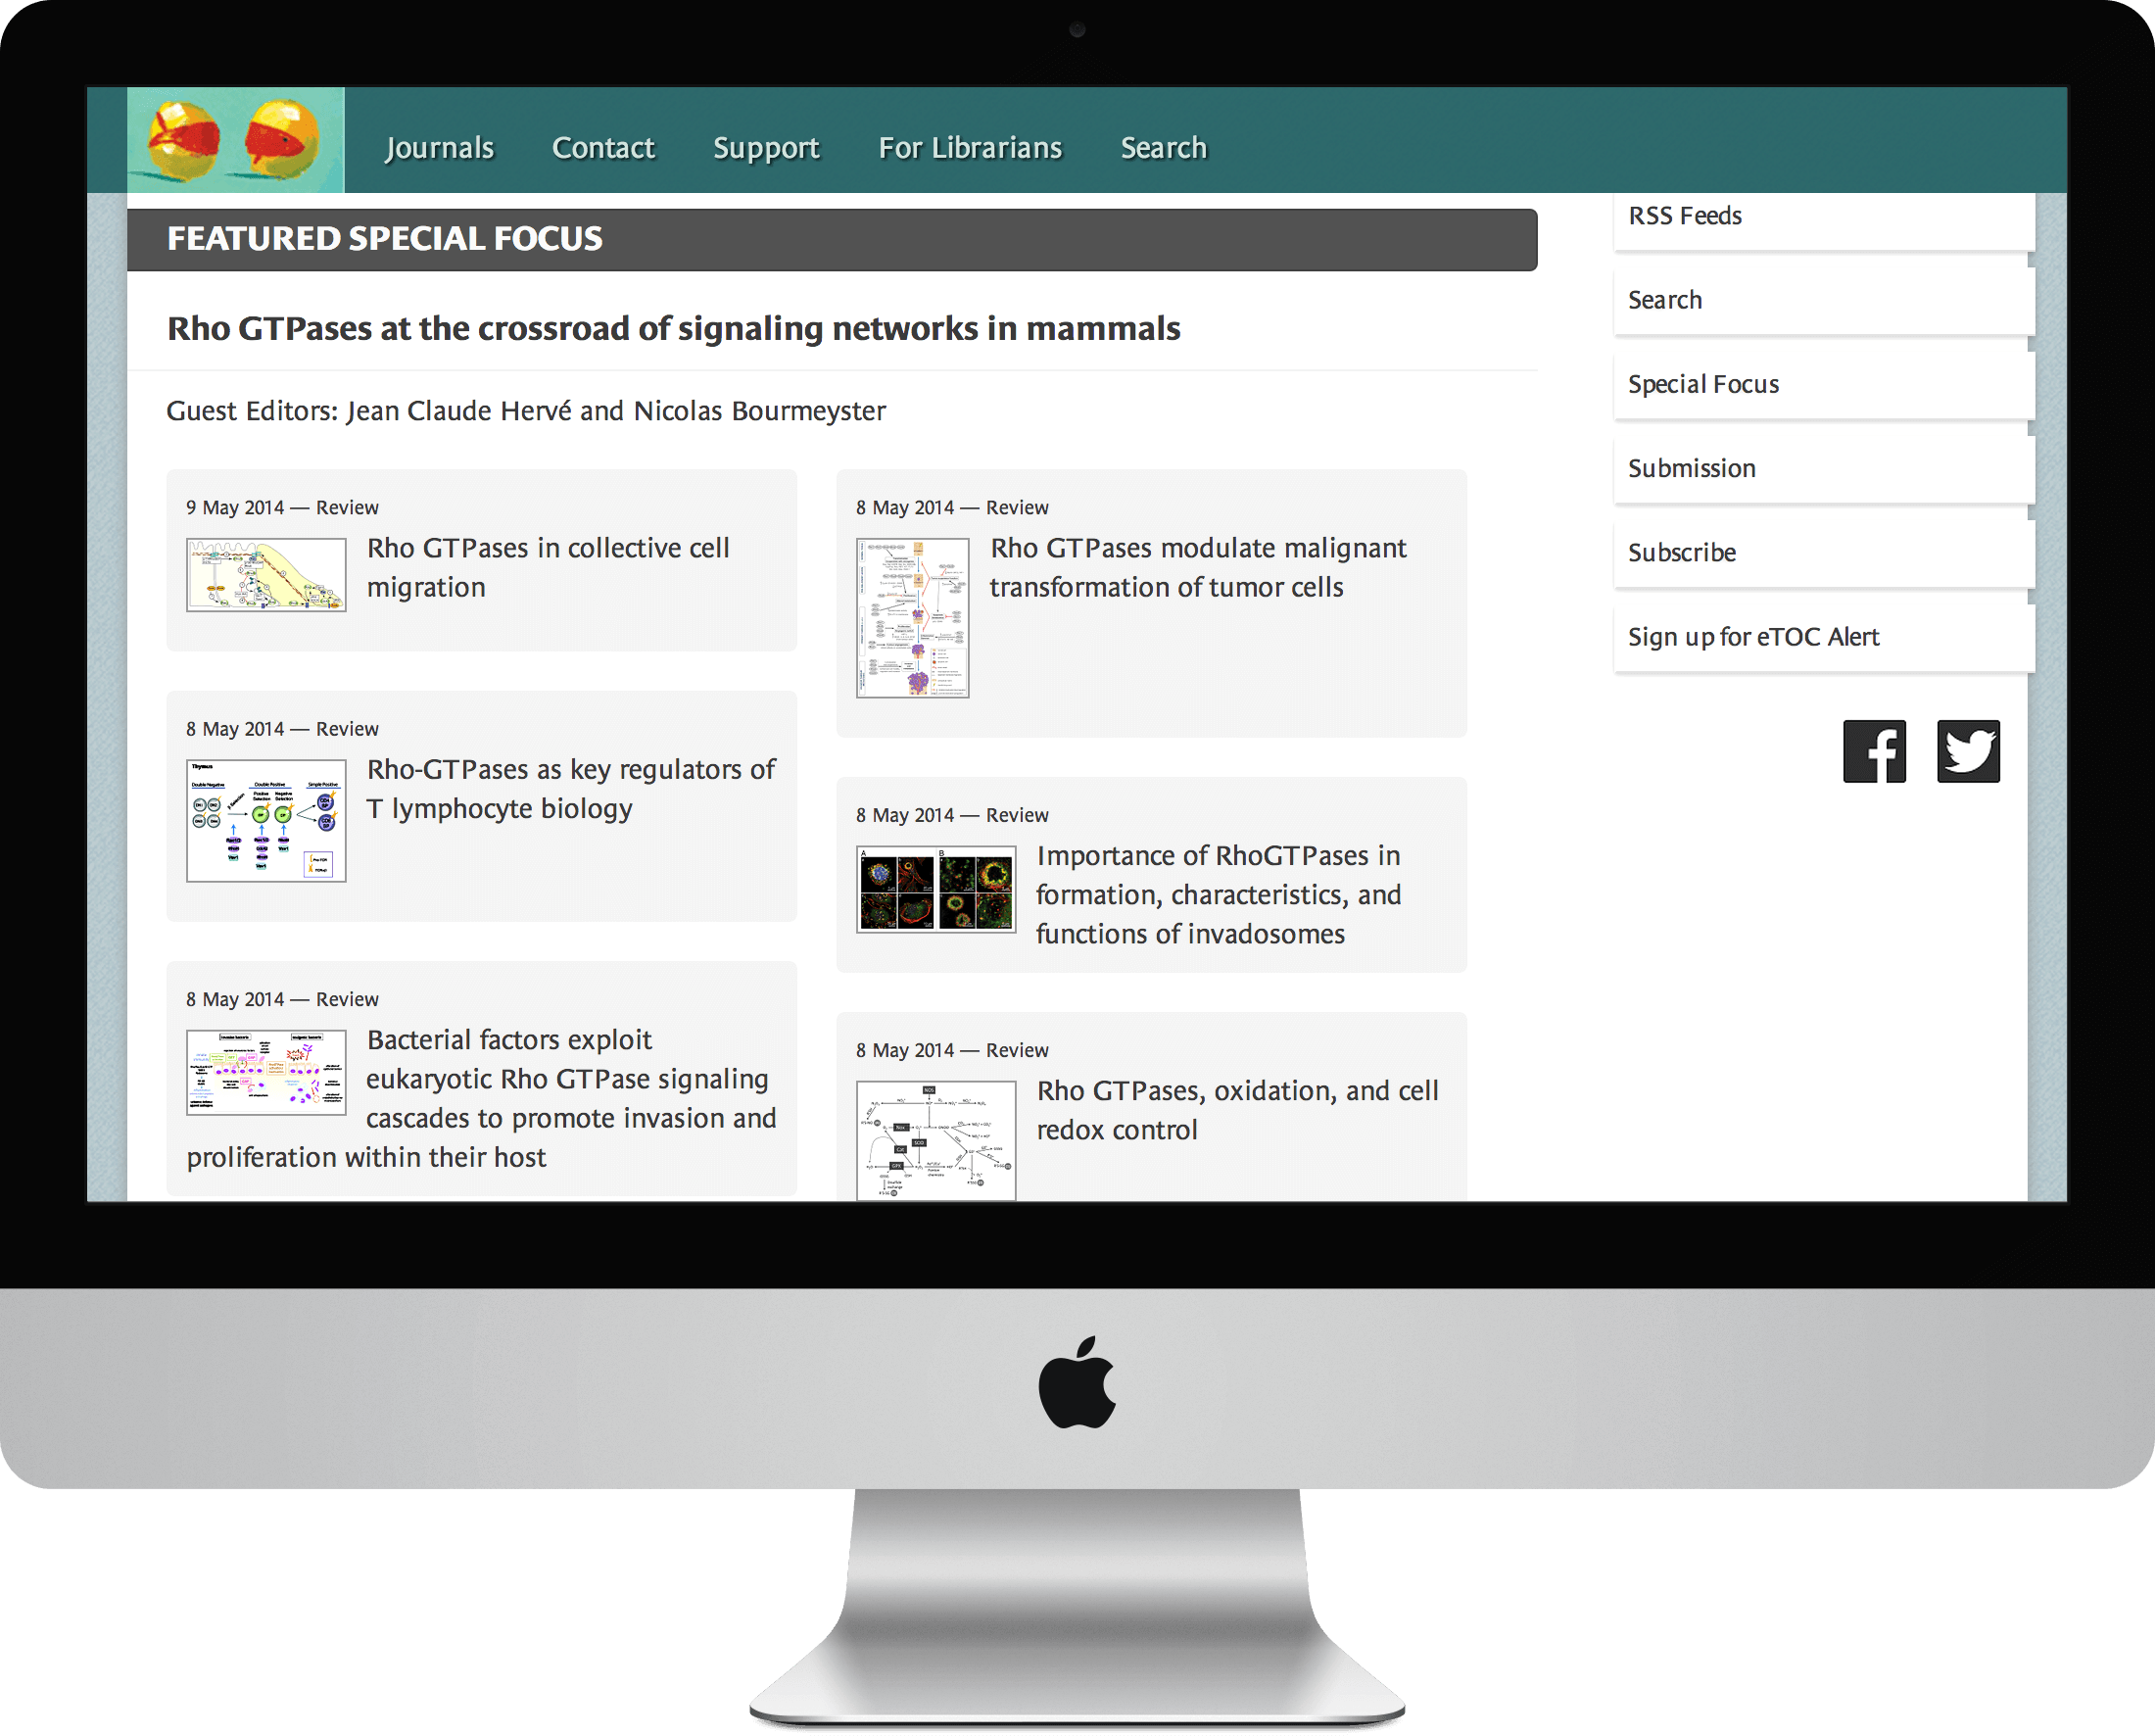 Journals Contact Support For Librarians Search
FEATURED SPECIAL FOCUS
Rho GTPases at the crossroad of signaling networks in mammals
Guest Editors: Jean Claude Hervé and Nicolas Bourmeyster
9 May 2014 — Review
Rho GTPases in collective cell
migration
8 May 2014 — Review
Thymus
Rho-GTPases as key regulators of
T lymphocyte biology
8 May 2014 — Review
Bacterial factors exploit
eukaryotic Rho GTPase signaling
cascades to promote invasion and
proliferation within their host
8 May 2014 — Review
Rho GTPases modulate malignant
transformation of tumor cells
8 May 2014 — Review
A B
Importance of RhoGTPases in
formation, characteristics, and
functions of invadosomes
8 May 2014 — Review
Rho GTPases, oxidation, and cell
redox control
RSS Feeds
Search
Special Focus
Submission
Subscribe
Sign up for eTOC Alert